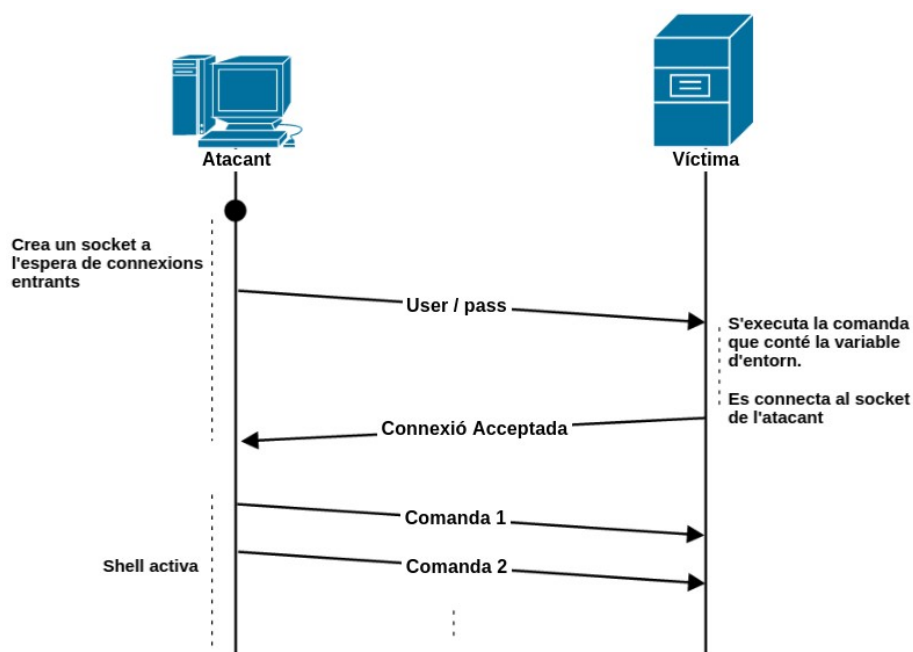 Atacant
Víctima
Crea un socket a
l'espera de connexions
entrants
User / pass
S'executa la comanda
que conté la variable
d'entorn.
Es connecta al socket
de l'atacant
Connexió Acceptada
Comanda 1
Shell activa
Comanda 2